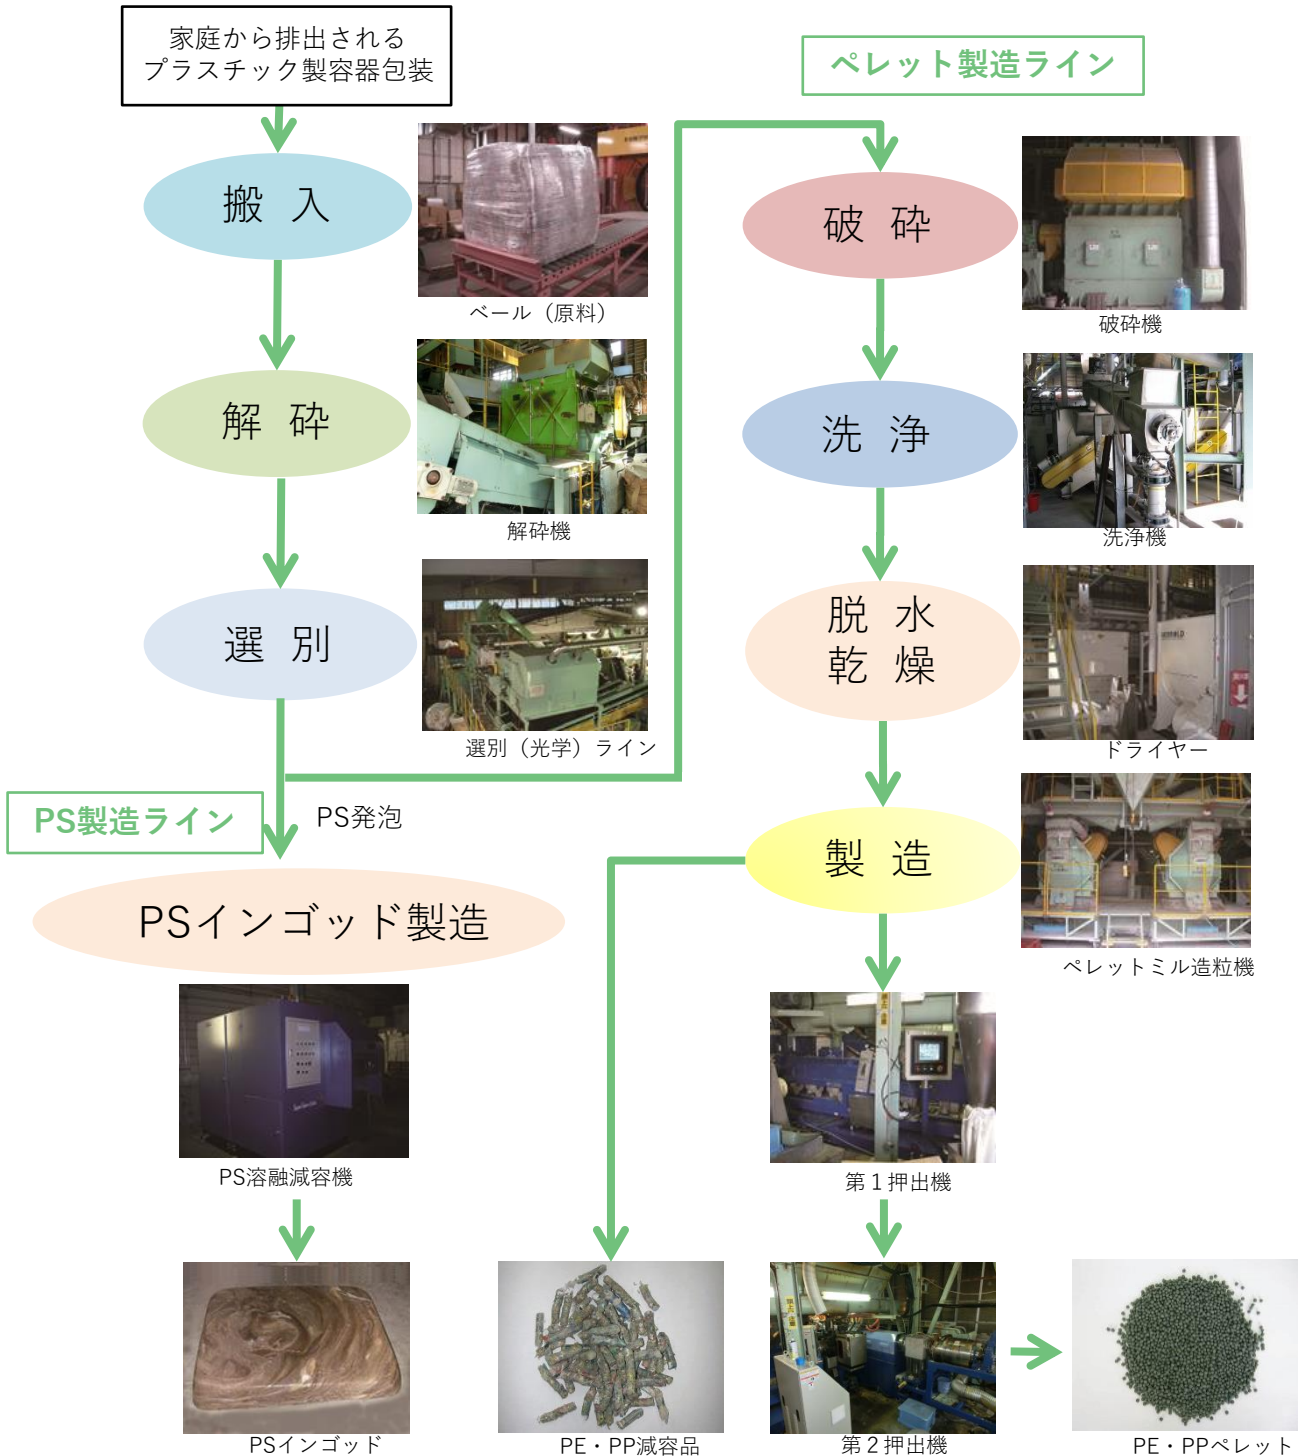 家庭から排出される
プラスチック製容器包装
搬 入
ベール（原料）
解 砕
解砕機
選 別
選別（光学）ライン
PS製造ライン
PS発泡
PSインゴッド製造
PS溶融減容機
PSインゴッド
ペレット製造ライン
破 砕
破砕機
洗 浄
洗浄機
脱 水
乾 燥
ドライヤー
製 造
ペレットミル造粒機
第１押出機
PE・PP減容品
第２押出機
PE・PPペレット